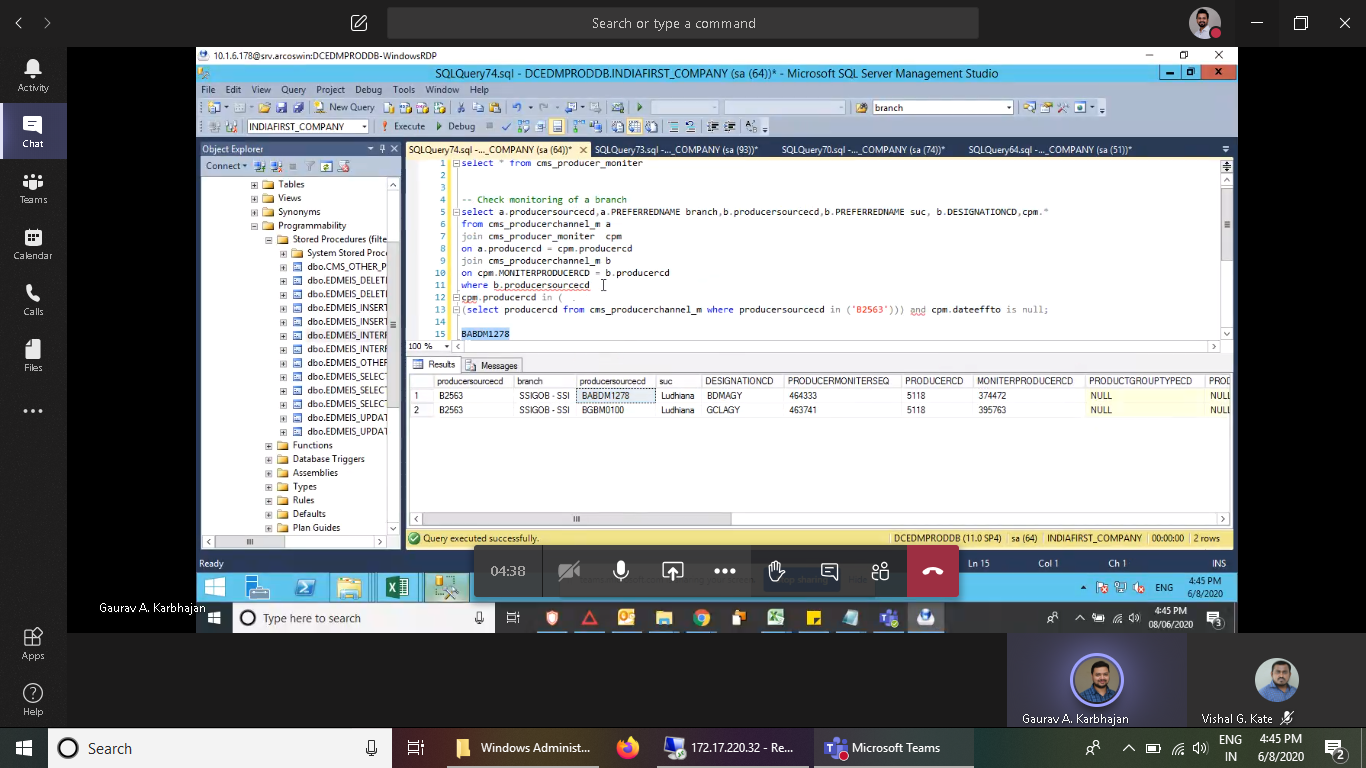 Search or type a command
10.1.6.178@srv.arcoswin:DCEDMPRODDB-WindowsRDP
SQLQuery74.sql - DCEDMPRODDB.INDIAFIRST_COMPANY (sa (64))* - Microsoft SQL Server Management Studio
File Edit View Query Project Debug Tools Window Help
New Query branch
INDIAFIRST_COMPANY Execute Debug
Activity
Chat
Teams
Calendar
Calls
Files
Apps
Help
Object Explorer
Connect
Tables
Views
Synonyms
Programmability
Stored Procedures (filte
System Stored Proce
dbo.CMS_OTHER_P
dbo.EDMEIS_DELET
dbo.EDMEIS_DELET
dbo.EDMEIS_INSERT
dbo.EDMEIS_INSERT
dbo.EDMEIS_INTERF
dbo.EDMEIS_INTERF
dbo.EDMEIS_OTHER
dbo.EDMEIS_SELEC
dbo.EDMEIS_SELEC
dbo.EDMEIS_SELEC
dbo.EDMEIS_UPDAT
dbo.EDMEIS_UPDAT
Functions
Database Triggers
Assemblies
Types
Rules
Defaults
Plan Guides
SQLQuery74.sql -..._COMPANY (sa (64))* SQLQuery73.sql -..._COMPANY (sa (93))* SQLQuery70.sql -..._COMPANY (sa (74))* SQLQuery64.sql -..._COMPANY (sa (51))*
1 select * from cms_producer_moniter
2
3
4 -- Check monitoring of a branch
5 select a.producersourcecd,a.PREFERREDNAME branch,b.producersourcecd,b.PREFERREDNAME suc, b.DESIGNATIONCD,cpm.*
6 from cms_producerchannel_m a
7 join cms_producer_moniter cpm
8 on a.producercd = cpm.producercd
9 join cms_producerchannel_m b
10 on cpm.MONITERPRODUCERCD = b.producercd
11 where b.producersourcecd
12 cpm.producercd in (
13 (select producercd from cms_producerchannel_m where producersourcecd in ('B2563'))) and cpm.dateeffto is null;
14
15 BABDM1278
100 %
Results Messages
producersourcecd branch producersourcecd suc DESIGNATIONCD PRODUCERMONITERSEQ PRODUCERCD MONITERPRODUCERCD PRODUCTGROUPTYPECD
1 B2563 SSIGOB - SSI BABDM1278 Ludhiana BDMAGY 464333 5118 374472 NULL NULL
2 B2563 SSIGOB - SSI BGBM0100 Ludhiana GCLAGY 463741 5118 395763 NULL NULL
Query executed successfully. DCEDMPRODDB (11.0 SP4) sa (64) INDIAFIRST_COMPANY 00:00:00 2 rows
Ready Ln 15 Col 1 Ch 1 INS
04:38
ENG 4:45 PM
6/8/2020
Gaurav A. Karbhajan
Type here to search
4:45 PM
08/06/2020
3
Gaurav A. Karbhajan
Vishal G. Kate
Search
Windows Administ...
172.17.220.32 - Re...
Microsoft Teams
ENG
IN
4:45 PM
6/8/2020
2